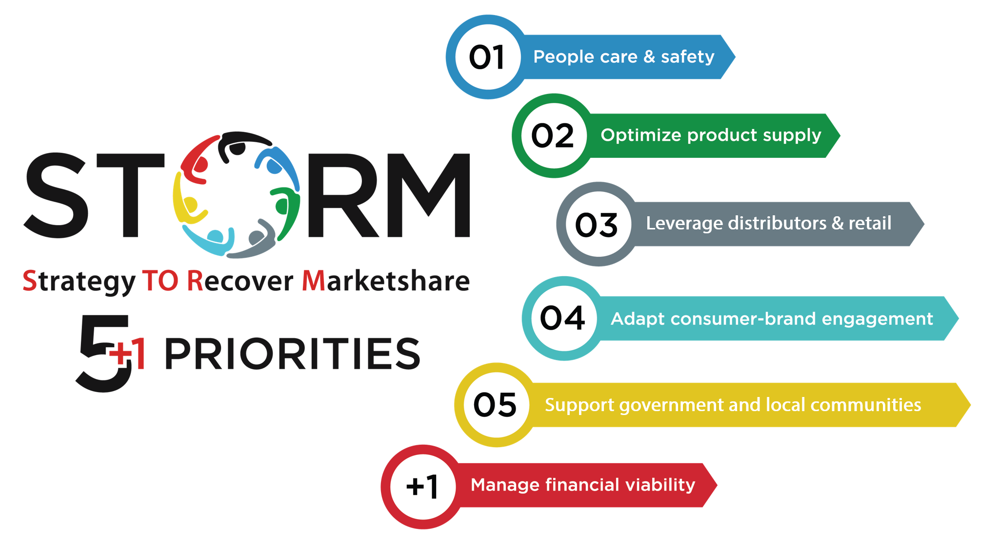 STORM
Strategy TO Recover Marketshare
5+1 PRIORITIES
01 People care & safety
02 Optimize product supply
03 Leverage distributors & retail
04 Adapt consumer-brand engagement
05 Support government and local communities
+1 Manage financial viability